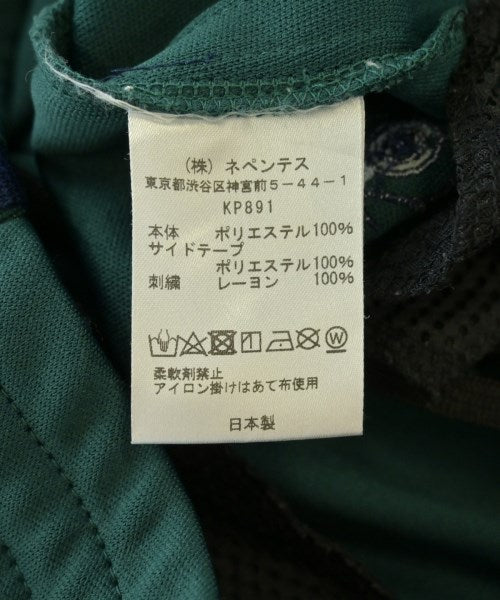 （株）ネペンテス
東京都渋谷区神宮前5－44－1
KP891
本体 ポリエステル100%
サイドテープ
ポリエステル100%
刺繍 レーヨン 100%
柔軟剤禁止
アイロン掛けはあて布使用
日本製